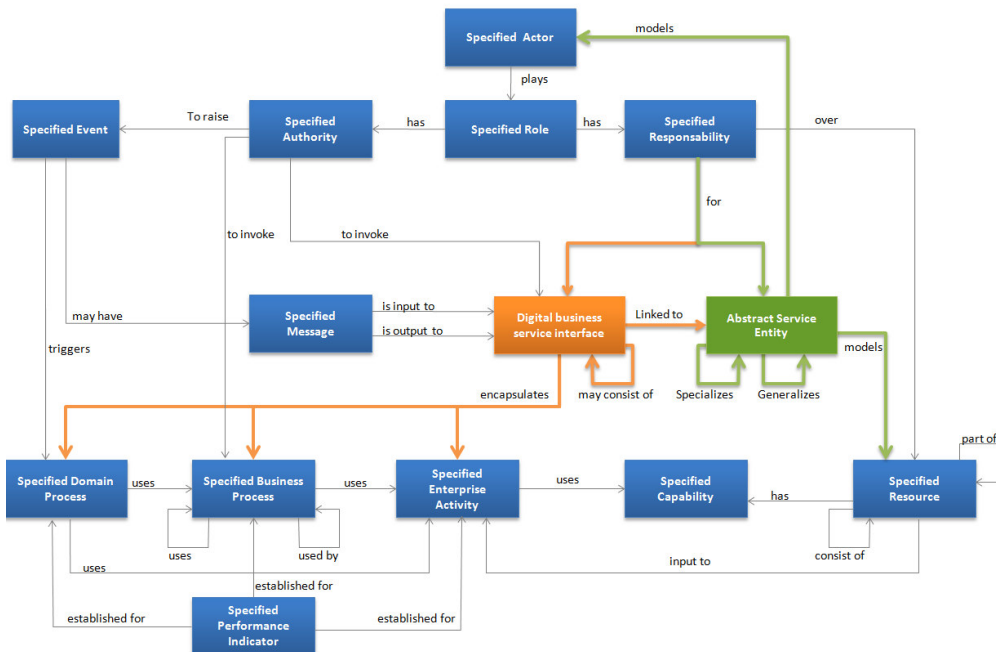 Specified Actor
models
plays
Specified Event
To raise
Specified
Authority
has
Specified Role
has
Specified
Responsability
over
for
to invoke
to invoke
may have
Specified
Message
is input to
is output to
Digital business
service interface
Linked to
Abstract Service
Entity
models
triggers
encapsulates
may consist of
Specializes
Generalizes
part of
Specified Domain
Process
uses
Specified Business
Process
uses
Specified
Enterprise
Activity
uses
Specified
Capability
has
Specified
Resource
uses
used by
consist of
uses
input to
established for
established for
Specified
Performance
Indicator
established for